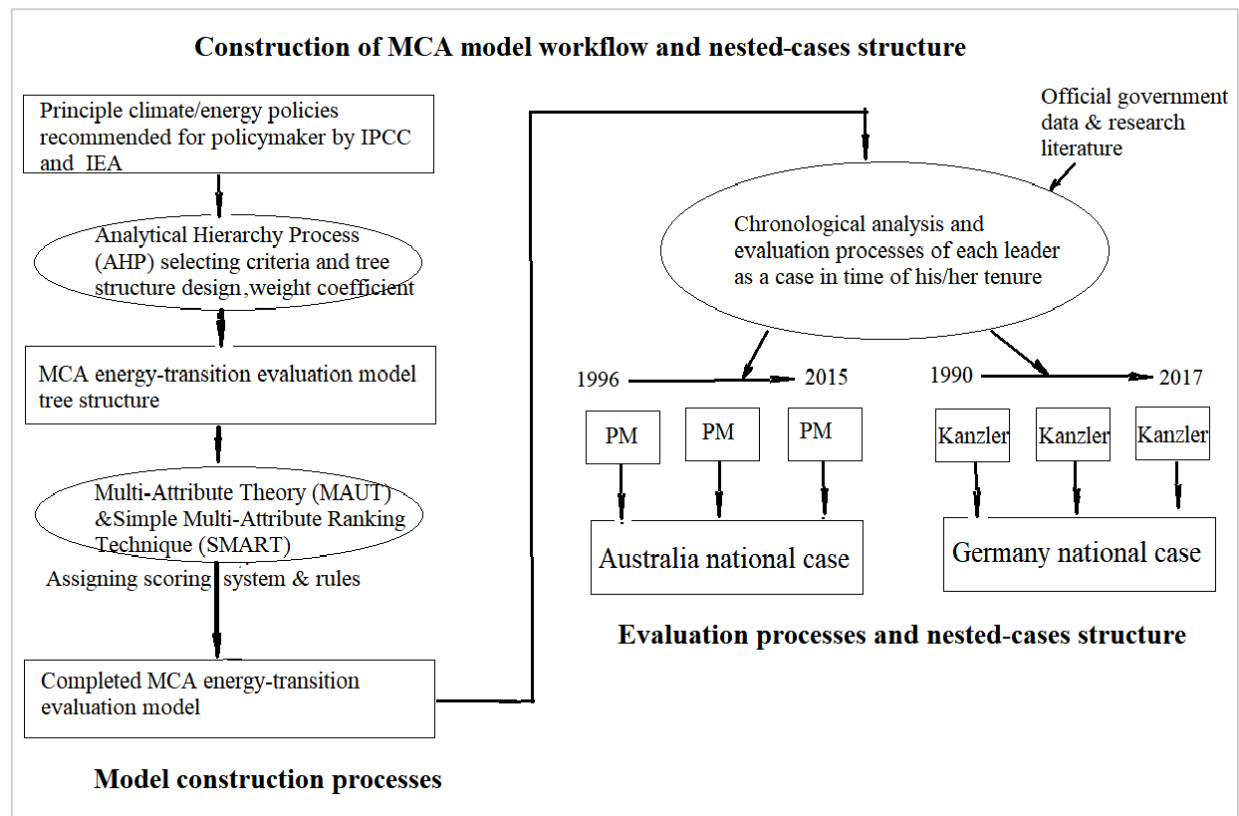 Construction of MCA model workflow and nested-cases structure
Principle climate/energy policies
recommended for policymaker by IPCC
and IEA
Analytical Hierarchy Process
(AHP) selecting criteria and tree
structure design,weight coefficient
MCA energy-transition evaluation model
tree structure
Multi-Attribute Theory (MAUT)
&Simple Multi-Attribute Ranking
Technique (SMART)
Assigning scoring system & rules
Completed MCA energy-transition
evaluation model
Model construction processes
Official government
data & research
literature
Chronological analysis and
evaluation processes of each leader
as a case in time of his/her tenure
1996
2015
1990
2017
PM
PM
PM
Kanzler
Kanzler
Kanzler
Australia national case
Germany national case
Evaluation processes and nested-cases structure